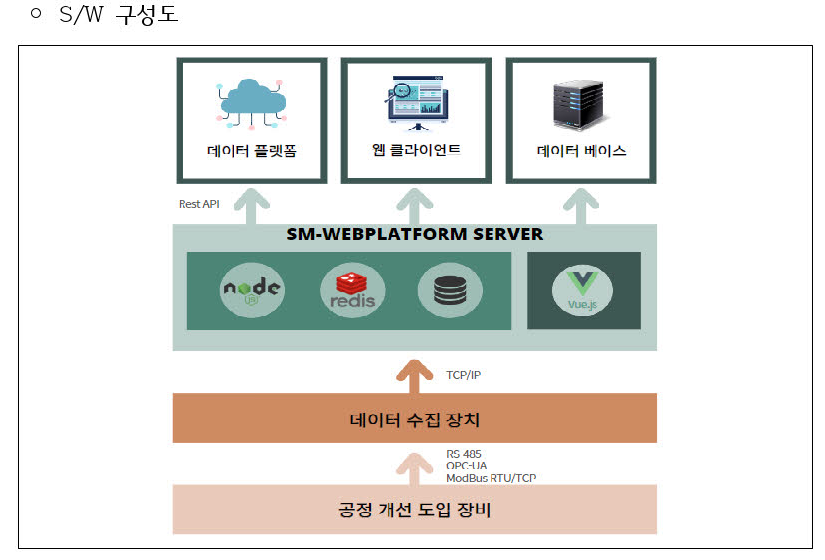 ○ S/W 구성도
데이터 플랫폼
웹 클라이언트
데이터 베이스
Rest API
SM-WEBPLATFORM SERVER
node
JS
redis
Vue.js
TCP/IP
데이터 수집 장치
RS 485
OPC-UA
ModBus RTU/TCP
공정 개선 도입 장비